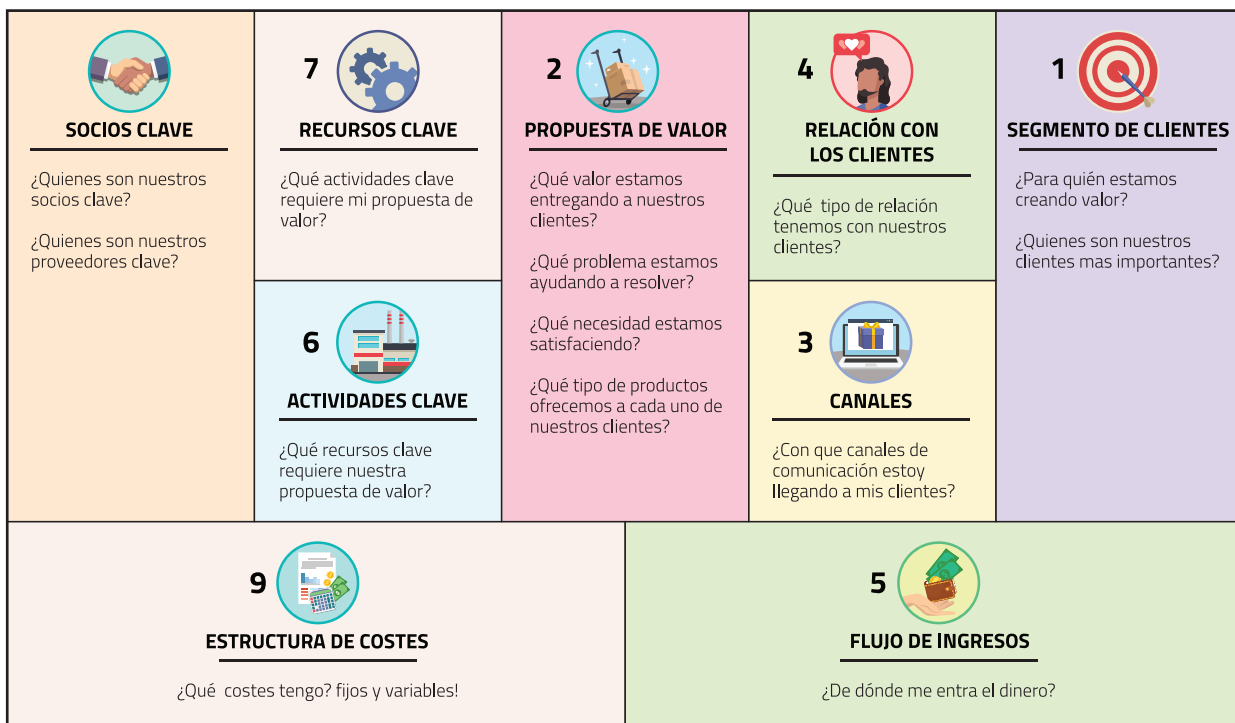 SOCIOS CLAVE
¿Quienes son nuestros
socios clave?
¿Quienes son nuestros
proveedores clave?
7
RECURSOS CLAVE
¿Qué actividades clave
requiere mi propuesta de
valor?
6
ACTIVIDADES CLAVE
¿Qué recursos clave
requiere nuestra
propuesta de valor?
2
PROPUESTA DE VALOR
¿Qué valor estamos
entregando a nuestros
clientes?
¿Qué problema estamos
ayudando a resolver?
¿Qué necesidad estamos
satisfaciendo?
¿Qué tipo de productos
ofrecemos a cada uno de
nuestros clientes?
4
RELACIÓN CON
LOS CLIENTES
¿Qué  tipo de relación
tenemos con nuestros
clientes?
3
CANALES
¿Con que canales de
comunicación estoy
llegando a mis clientes?
1
SEGMENTO DE CLIENTES
¿Para quién estamos
creando valor?
¿Quienes son nuestros
clientes mas importantes?
9
ESTRUCTURA DE COSTES
¿Qué  costes tengo? fijos y variables!
5
FLUJO DE INGRESOS
¿De dónde me entra el dinero?